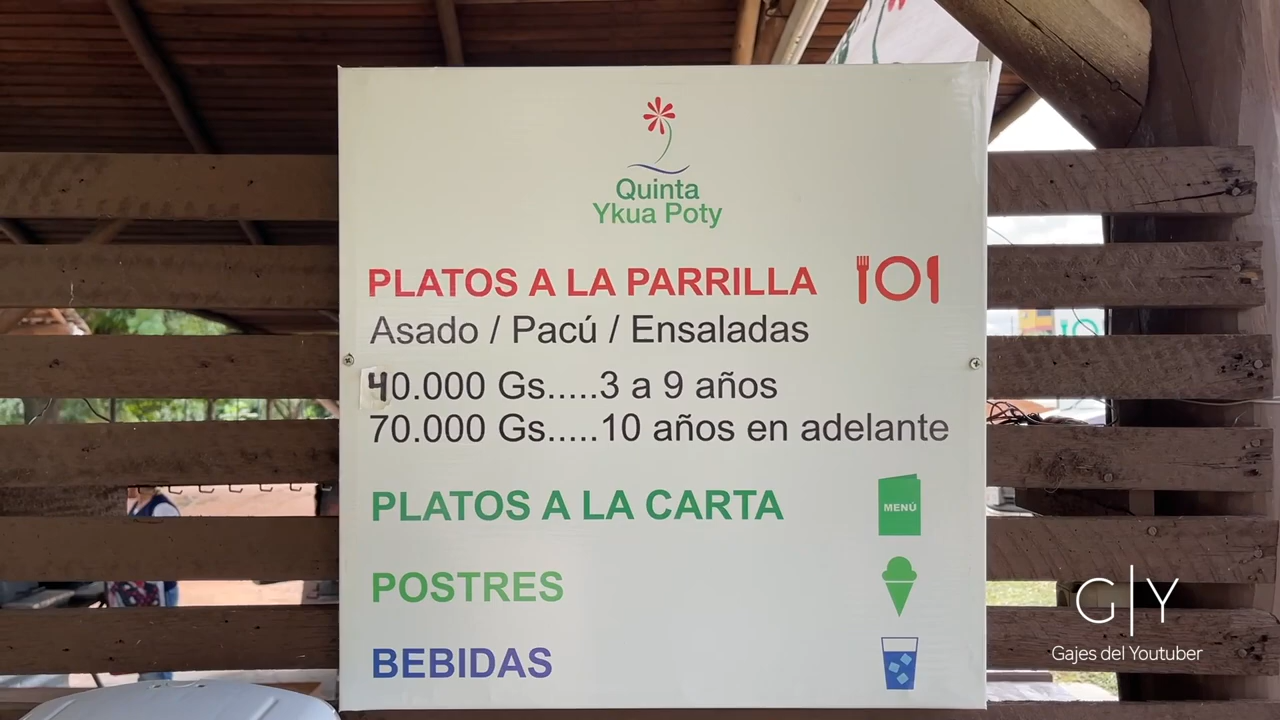 Quinta
Ykua Poty
PLATOS A LA PARRILLA
Asado / Pacú / Ensaladas
40.000 Gs.....3 a 9 años
70.000 Gs.....10 años en adelante
PLATOS A LA CARTA
MENÚ
POSTRES
BEBIDAS
G|Y
Gajes del Youtuber